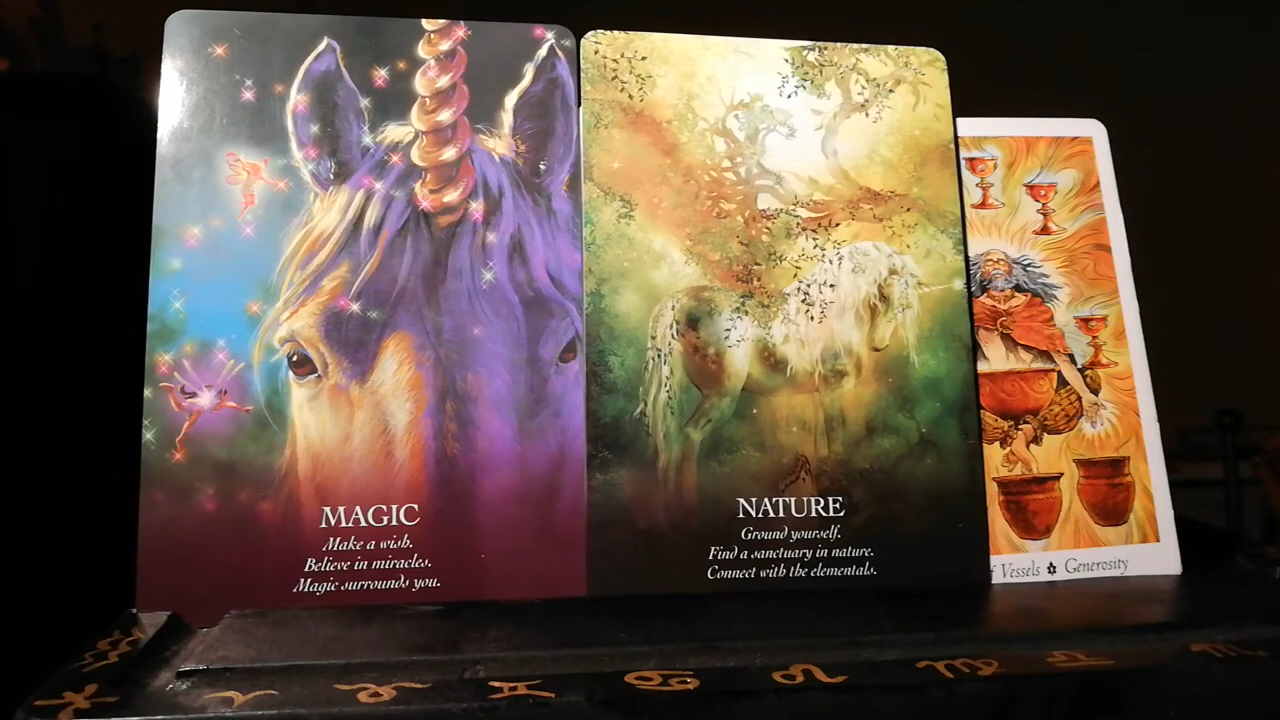 MAGIC
Make a wish.
Believe in miracles.
Magic surrounds you.
NATURE
Ground yourself.
Find a sanctuary in nature.
Connect with the elementals.
Vessels ✡ Generosity
♓ ♒ ♈ ♉ ♊ ♋ ♌ ♍ ♎ ♏